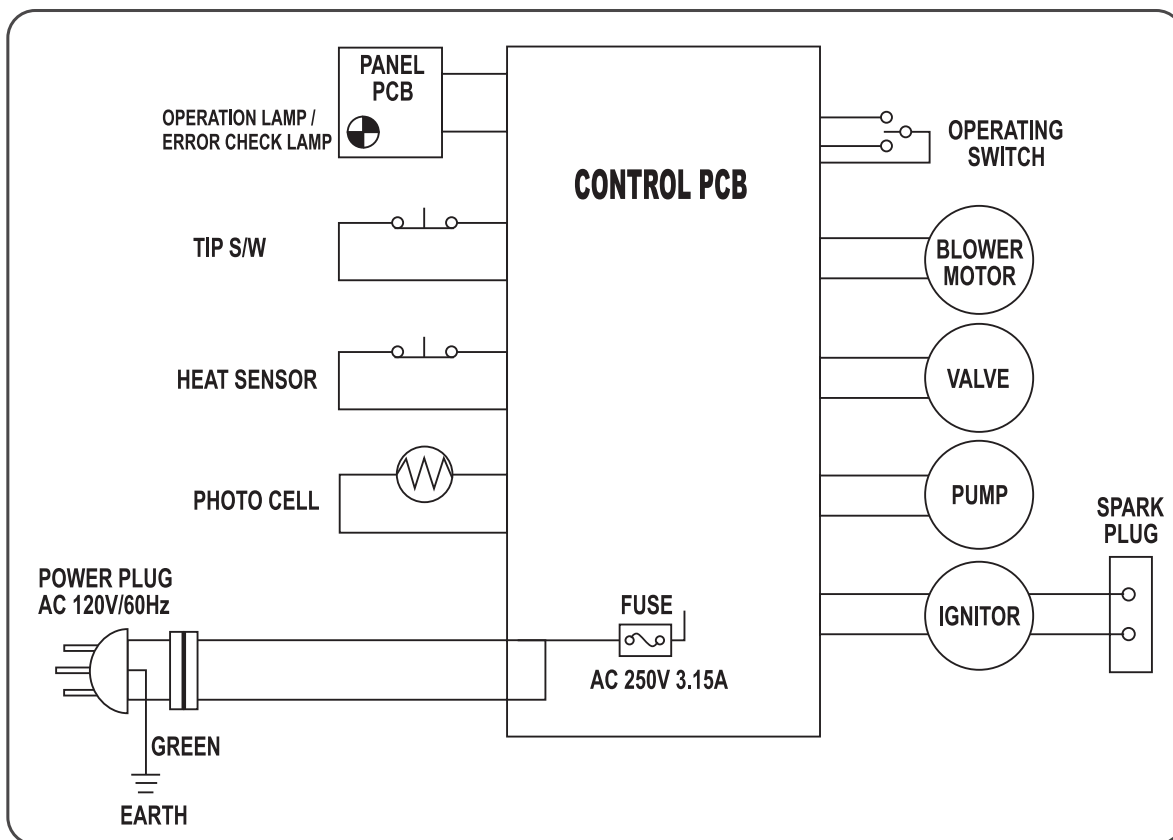 PANEL
PCB
OPERATION LAMP /
ERROR CHECK LAMP
TIP S/W
HEAT SENSOR
PHOTO CELL
POWER PLUG
AC 120V/60Hz
GREEN
EARTH
CONTROL PCB
FUSE
AC 250V 3.15A
OPERATING
SWITCH
BLOWER
MOTOR
VALVE
PUMP
IGNITOR
SPARK
PLUG